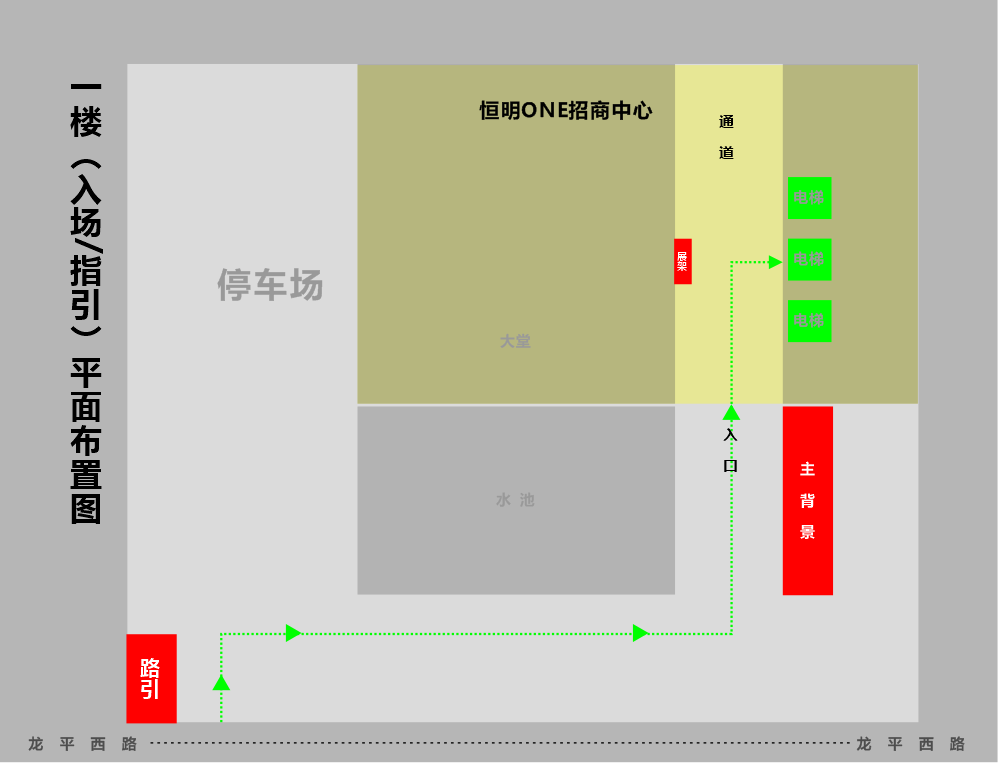 一楼（入场/指引）平面布置图
恒明ONE招商中心
通道
电梯
展架
电梯
停车场
电梯
大堂
入口
主背景
水池
路引
龙平西路
龙平西路